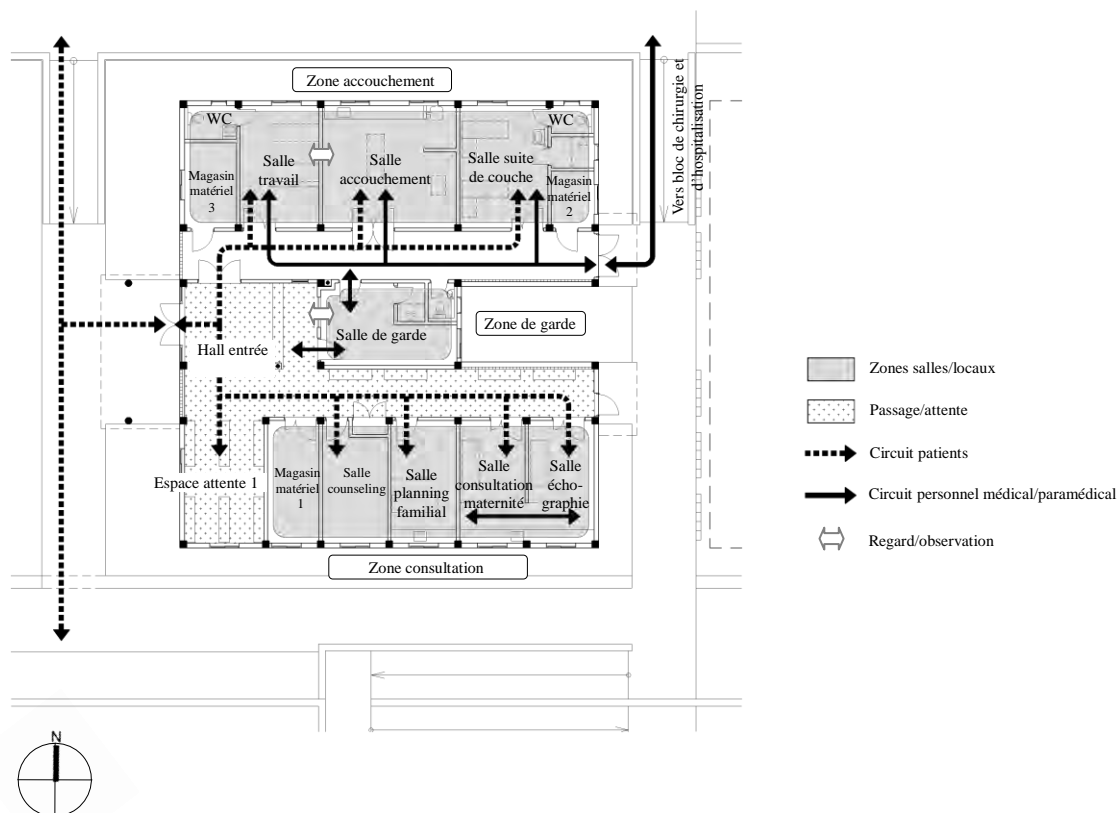 Zone accouchement
WC
WC
Salle
travail
Salle
accouchement
Salle suite
de couche
Magasin
matériel
3
Magasin
matériel
2
Vers bloc de chirurgie et
d'hospitalisation
Hall entrée
Salle de garde
Zone de garde
Espace attente 1
Magasin
matériel
1
Salle
counseling
Salle
planning
familial
Salle
consultation
maternité
Salle
écho-
graphie
Zone consultation
Zones salles/locaux
Passage/attente
Circuit patients
Circuit personnel médical/paramédical
Regard/observation
N